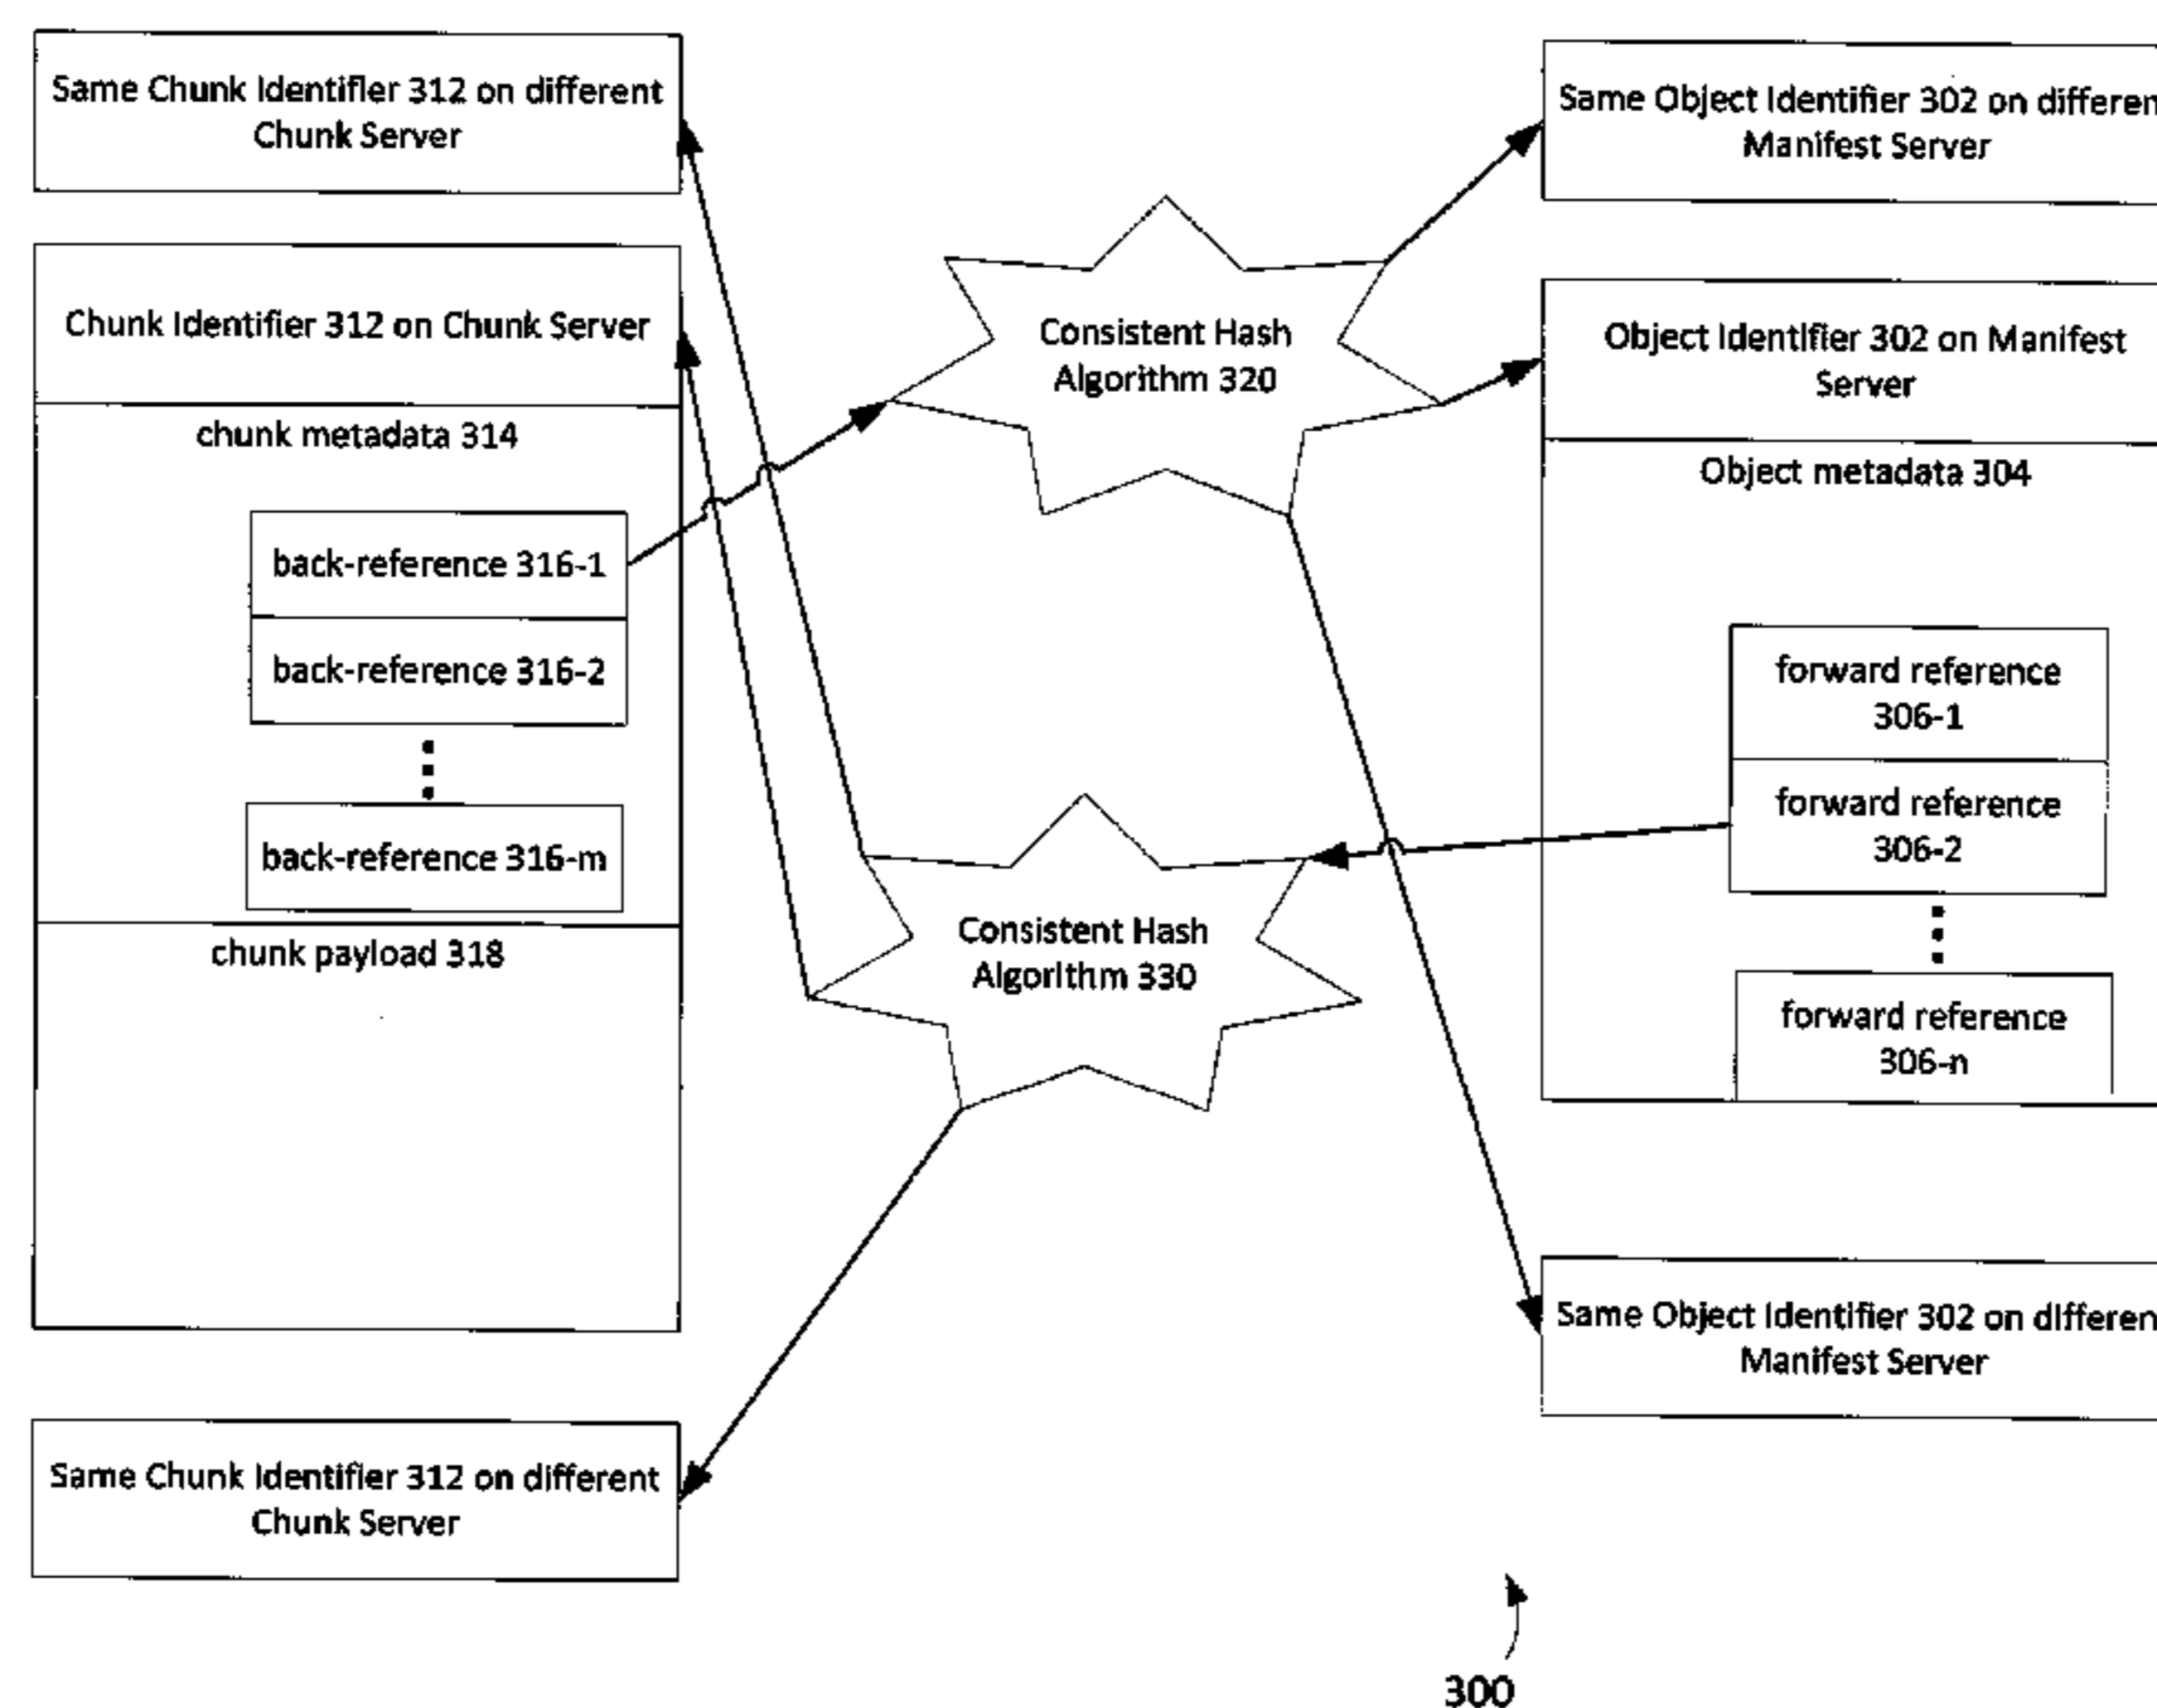 Same Chunk Identifier 312 on different
Chunk Server
Chunk Identifier 312 on Chunk Server
chunk metadata 314
back-reference 316-1
back-reference 316-2
back-reference 316-m
chunk payload 318
Same Chunk Identifier 312 on different
Chunk Server
Consistent Hash
Algorithm 320
Consistent Hash
Algorithm 330
Same Object Identifier 302 on differen
Manifest Server
Object Identifier 302 on Manifest
Server
Object metadata 304
forward reference
306-1
forward reference
306-2
forward reference
306-n
Same Object Identifier 302 on differen
Manifest Server
300